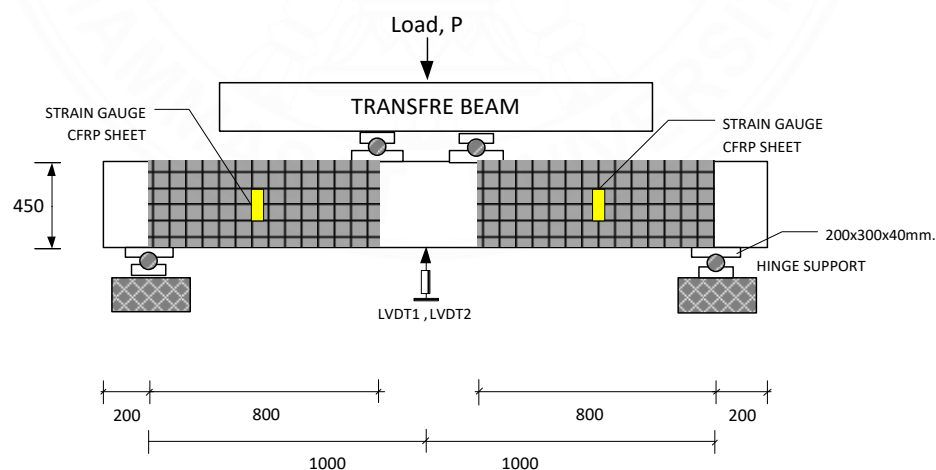 Load, P
TRANSFRE BEAM
STRAIN GAUGE
CFRP SHEET
STRAIN GAUGE
CFRP SHEET
450
200x300x40mm.
HINGE SUPPORT
LVDT1 ,LVDT2
200
800
800
200
1000
1000